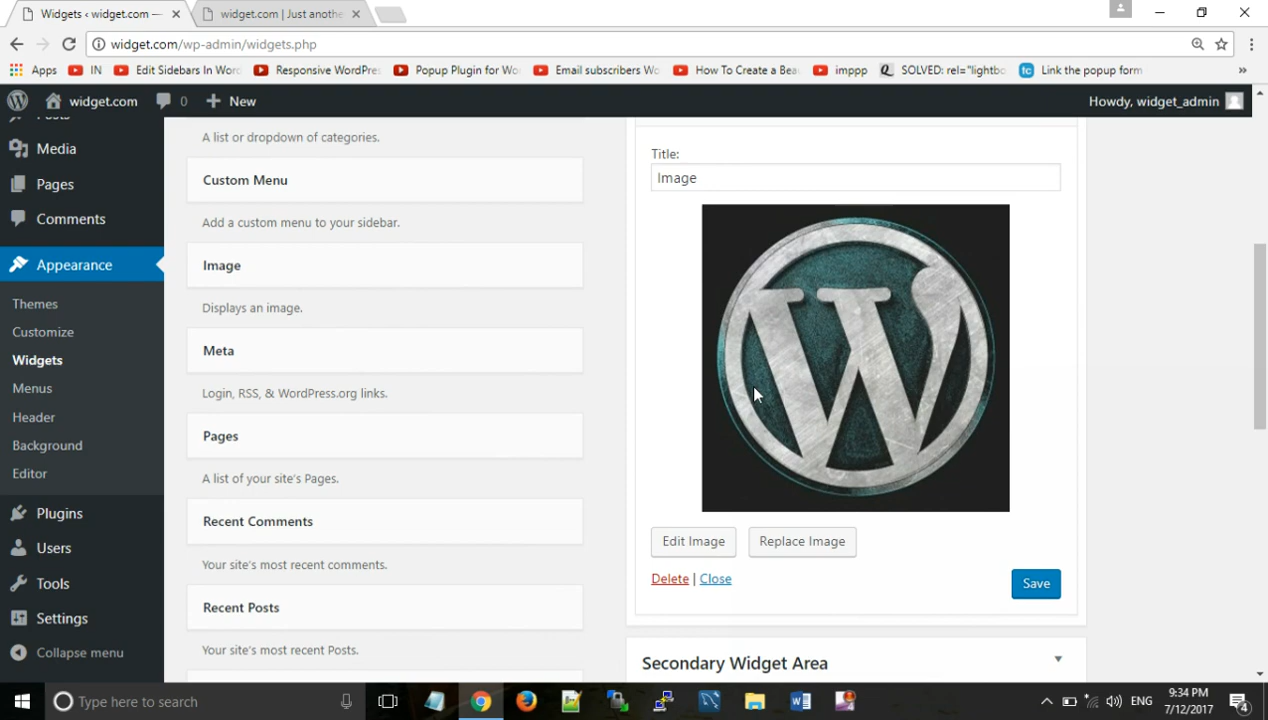 Widgets ‹ widget.com —
widget.com | Just anothe
widget.com/wp-admin/widgets.php
Apps
IN
Edit Sidebars In Wor
Responsive WordPre
Popup Plugin for Wo
Email subscribers Wo
How To Create a Bea
imppp
SOLVED: rel="lightbo
Link the popup form
»
widget.com
0
New
Howdy, widget_admin
Media
Pages
Comments
Appearance
Themes
Customize
Widgets
Menus
Header
Background
Editor
Plugins
Users
Tools
Settings
Collapse menu
A list or dropdown of categories.
Custom Menu
Add a custom menu to your sidebar.
Image
Displays an image.
Meta
Login, RSS, & WordPress.org links.
Pages
A list of your site's Pages.
Recent Comments
Your site's most recent comments.
Recent Posts
Your site's most recent Posts.
Title:
Image
W
Edit Image
Replace Image
Delete | Close
Save
Secondary Widget Area
Type here to search
ENG
9:34 PM
7/12/2017
4